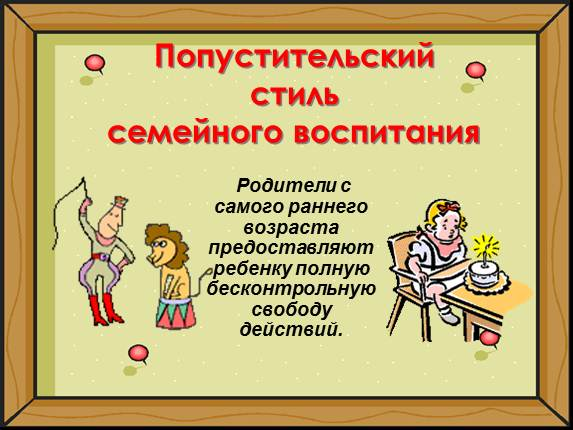 Попустительский
стиль
семейного воспитания
Родители с
самого раннего
возраста
предоставляют
ребенку полную
бесконтрольную
свободу
действий.